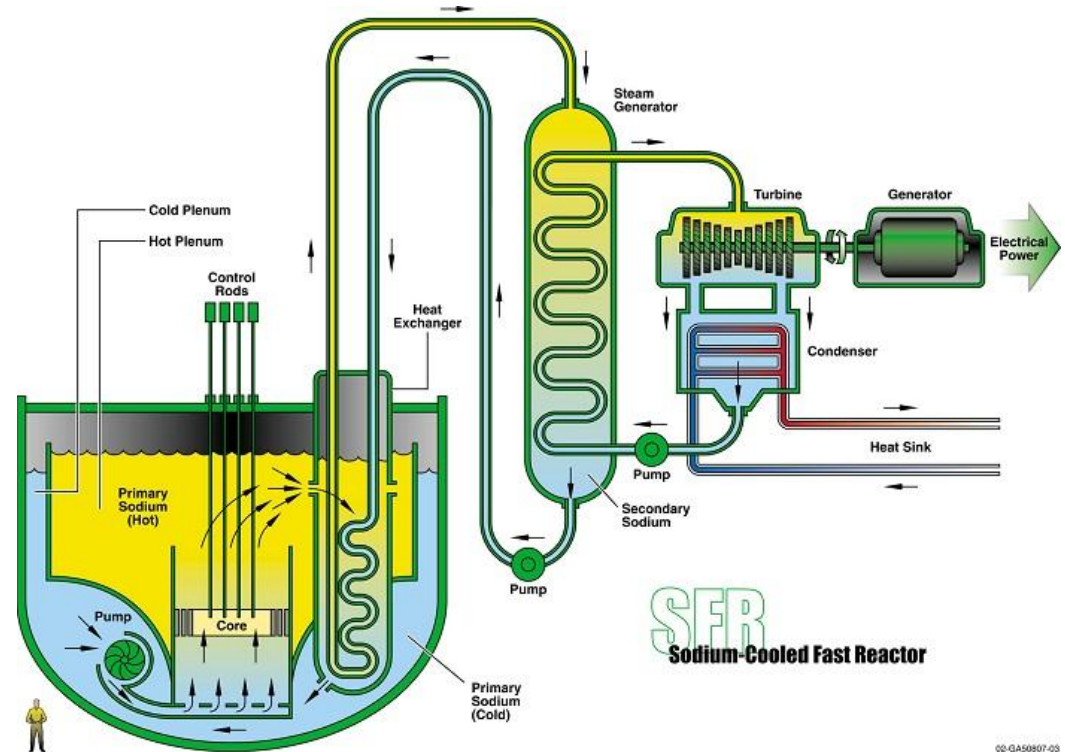 Steam
Generator
Turbine
Generator
Electrical
Power
Cold Plenum
Hot Plenum
Control
Rods
Heat
Exchanger
Condenser
Heat Sink
Pump
Primary
Sodium
(Hot)
Secondary
Sodium
Pump
Pump
Core
Primary
Sodium
(Cold)
SFR
Sodium-Cooled Fast Reactor
02-GA50807-03